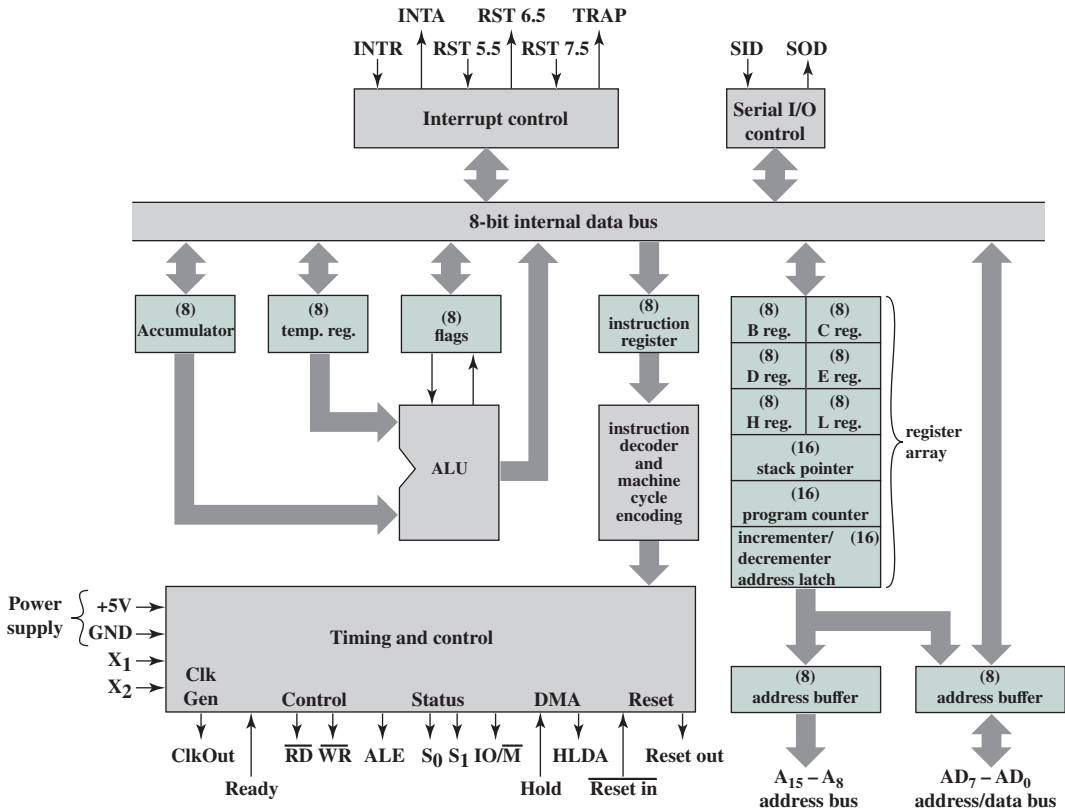 INTA RST 6.5 TRAP
INTR RST 5.5 RST 7.5 SID SOD
Interrupt control
Serial I/O
control
8-bit internal data bus
(8)
Accumulator
(8)
temp. reg.
(8)
flags
(8)
instruction
register
(8)
B reg.
(8)
C reg.
(8)
D reg.
(8)
E reg.
(8)
H reg.
(8)
L reg.
(16)
stack pointer
(16)
program counter
incrementer/ (16)
decrementer
address latch
register
array
ALU
instruction
decoder
and
machine
cycle
encoding
Power
supply
+5V
GND
X₁
X₂
Timing and control
Clk
Gen
Control Status DMA Reset
ClkOut R̅D̅ W̅R̅ ALE S₀ S₁ IO/M̅ HLDA Reset out
Ready Hold R̅e̅s̅e̅t̅ ̅i̅n̅
(8)
address buffer
(8)
address buffer
A₁₅ – A₈
address bus
AD₇ – AD₀
address/data bus